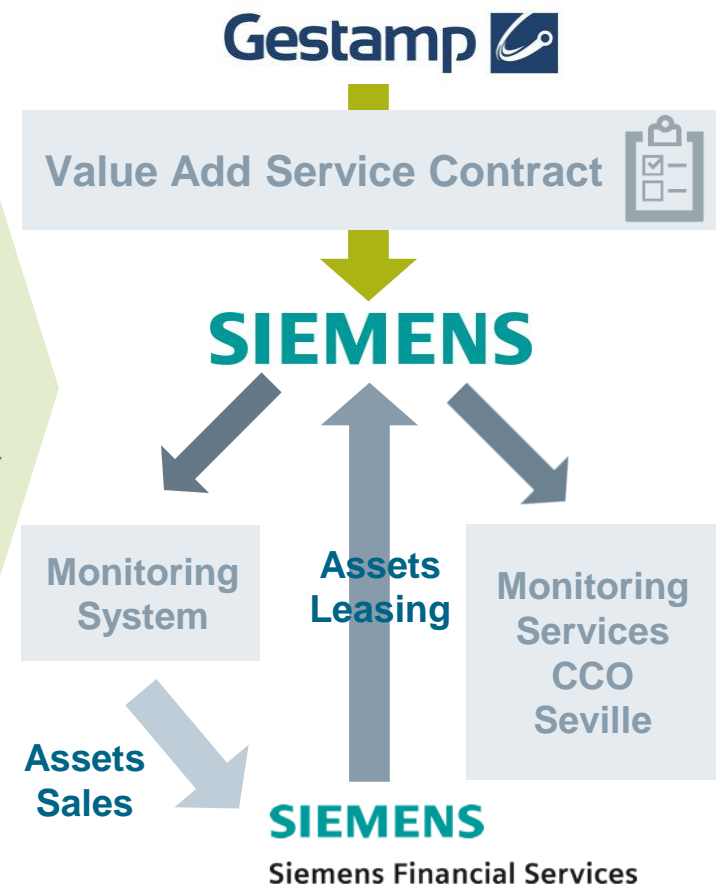 Gestamp
Value Add Service Contract
SIEMENS
Monitoring
System
Assets
Leasing
Monitoring
Services
CCO
Seville
Assets
Sales
SIEMENS
Siemens Financial Services